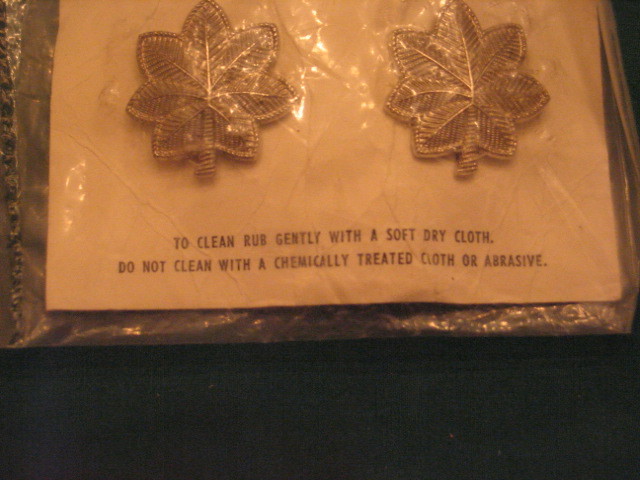 TO CLEAN RUB GENTLY WITH A SOFT DRY CLOTH.
DO NOT CLEAN WITH A CHEMICALLY TREATED CLOTH OR ABRASIVE.